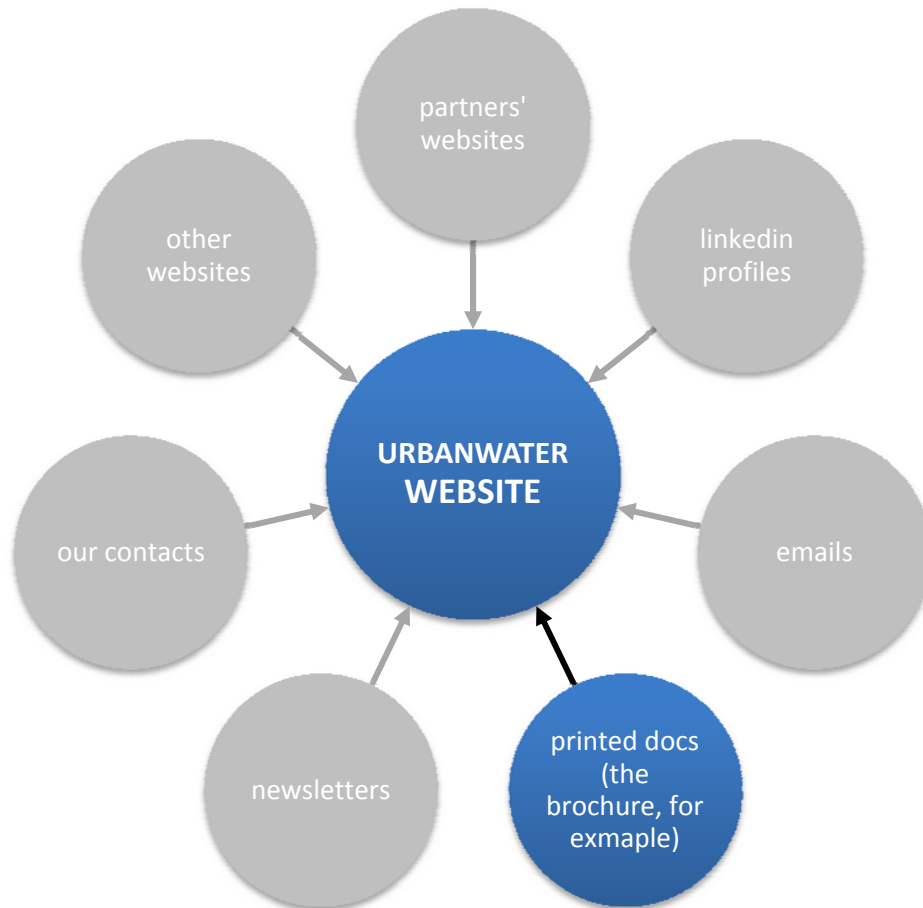 partners'
websites
other
websites
linkedin
profiles
URBANWATER
WEBSITE
our contacts
emails
newsletters
printed docs
(the
brochure, for
exmaple)